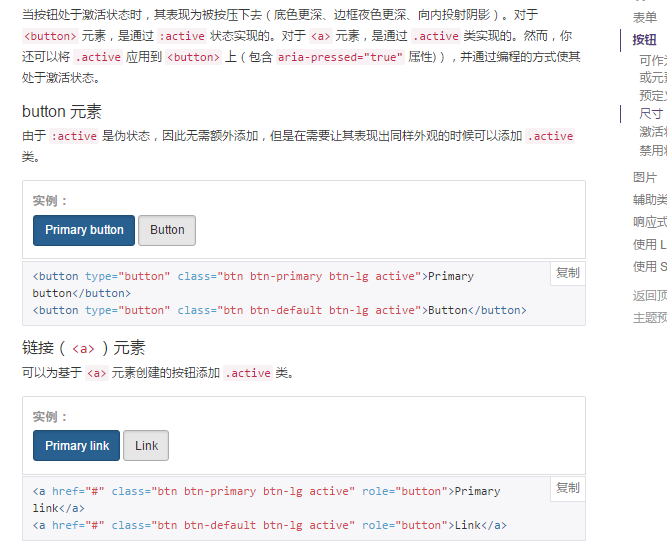 当按钮处于激活状态时，其表现为被按压下去（底色更深、边框夜色更深、向内投射阴影）。对于
<button> 元素，是通过 :active 状态实现的。对于 <a> 元素，是通过 .active 类实现的。然而，你
还可以将 .active 应用到 <button> 上（包含 aria-pressed="true" 属性)），并通过编程的方式使其
处于激活状态。
button 元素
由于 :active 是伪状态，因此无需额外添加，但是在需要让其表现出同样外观的时候可以添加 .active
类。
实例：
Primary button Button
复制
<button type="button" class="btn btn-primary btn-lg active">Primary
button</button>
<button type="button" class="btn btn-default btn-lg active">Button</button>
链接（ <a> ）元素
可以为基于 <a> 元素创建的按钮添加 .active 类。
实例：
Primary link Link
复制
<a href="#" class="btn btn-primary btn-lg active" role="button">Primary
link</a>
<a href="#" class="btn btn-default btn-lg active" role="button">Link</a>
表单
按钮
可作为
或元素
预定义
尺寸
激活状
禁用状
图片
辅助类
响应式
使用 L
使用 S
返回顶
主题预